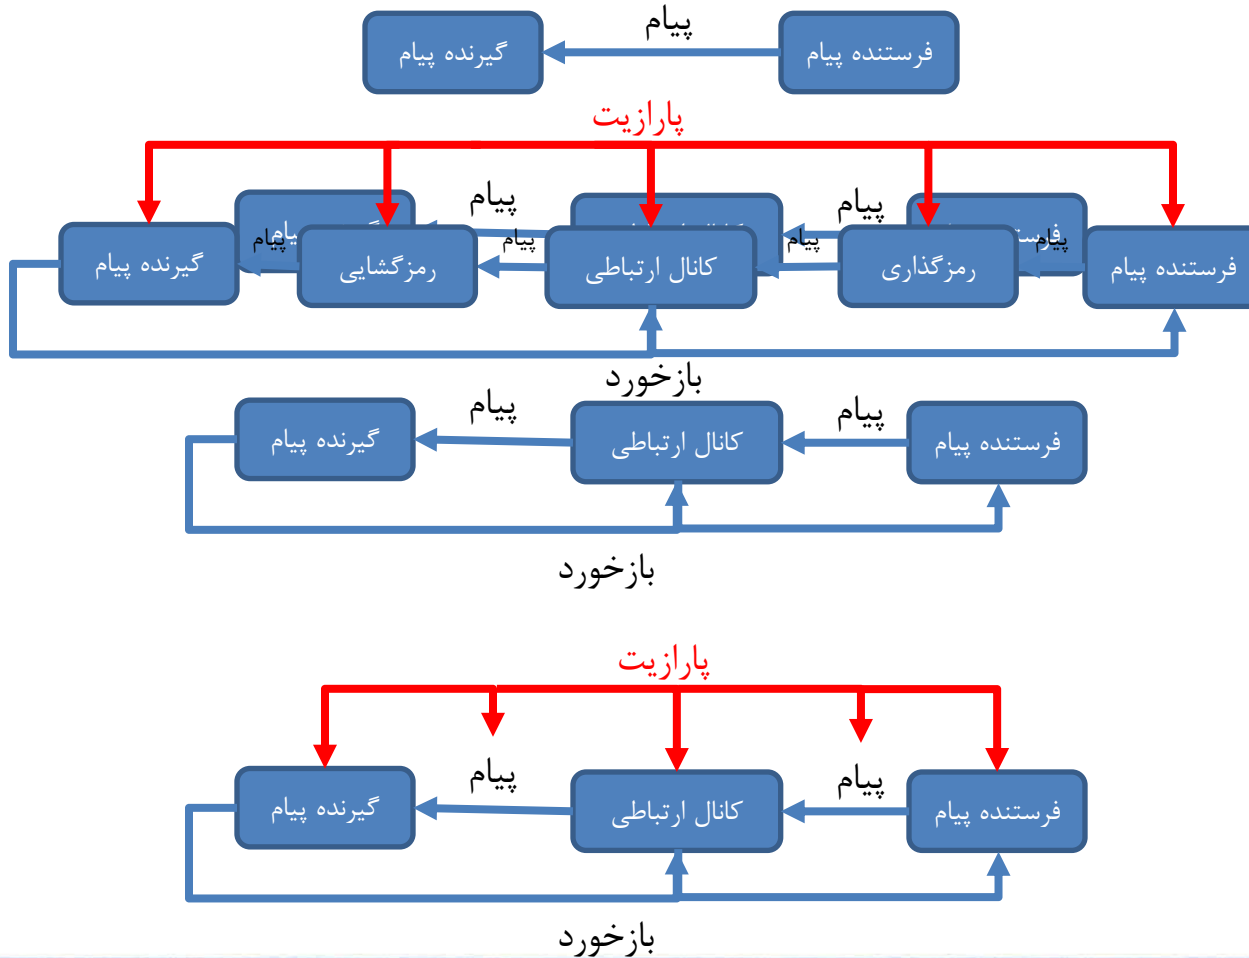 پیام
فرستنده پیام
گیرنده پیام
پارازیت
پیام
پیام
پیام
پیام
پیام
پیام
فرستنده پیام
رمزگذاری
کانال ارتباطی
رمزگشایی
گیرنده پیام
بازخورد
پیام
پیام
فرستنده پیام
کانال ارتباطی
گیرنده پیام
بازخورد
پارازیت
پیام
پیام
فرستنده پیام
کانال ارتباطی
گیرنده پیام
بازخورد